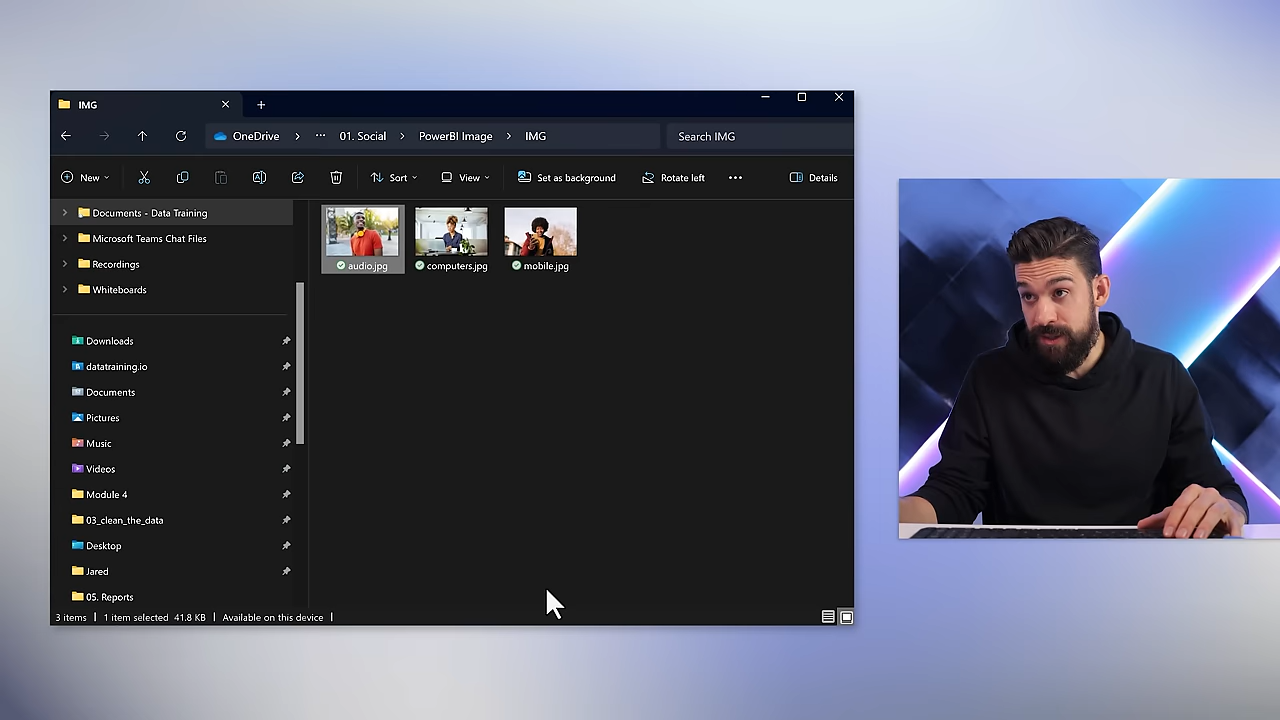 IMG
OneDrive > ... 01. Social > PowerBI Image > IMG
Search IMG
New Sort View Set as background Rotate left ... Details
Documents - Data Training
Microsoft Teams Chat Files
Recordings
Whiteboards
Downloads
datatraining.io
Documents
Pictures
Music
Videos
Module 4
03_clean_the_data
Desktop
Jared
05. Reports
audio.jpg computers.jpg mobile.jpg
3 items | 1 item selected 41.8 KB | Available on this device |